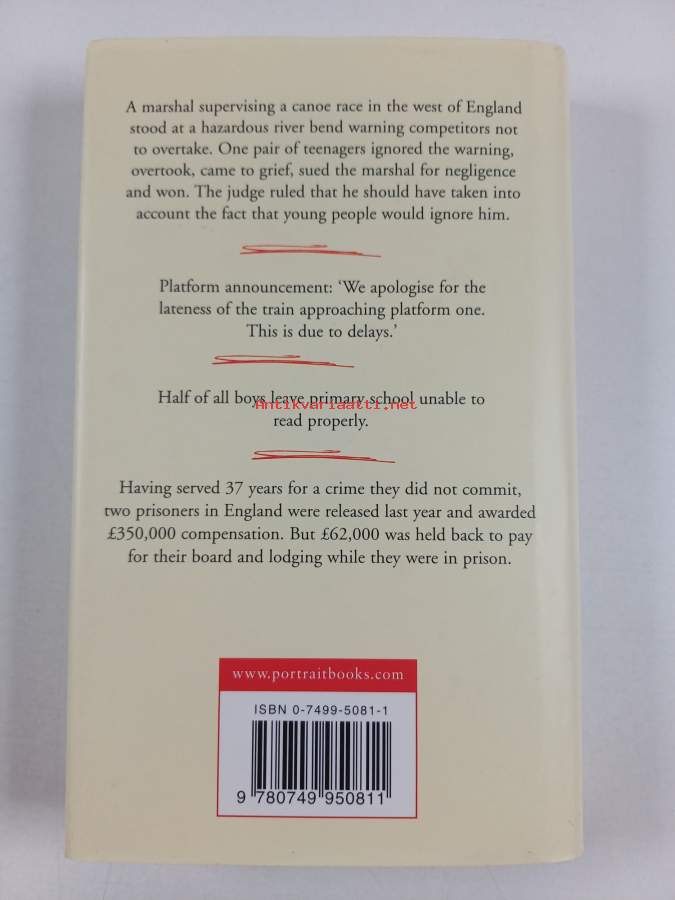 A marshal supervising a canoe race in the west of England
stood at a hazardous river bend warning competitors not
to overtake. One pair of teenagers ignored the warning,
overtook, came to grief, sued the marshal for negligence
and won. The judge ruled that he should have taken into
account the fact that young people would ignore him.
Platform announcement: ‘We apologise for the
lateness of the train approaching platform one.
This is due to delays.’
Half of all boys leave primary school unable to
Antikvariaatti.net
read properly.
Having served 37 years for a crime they did not commit,
two prisoners in England were released last year and awarded
£350,000 compensation. But £62,000 was held back to pay
for their board and lodging while they were in prison.
www.portraitbooks.com
ISBN 0-7499-5081-1
9 780749 950811